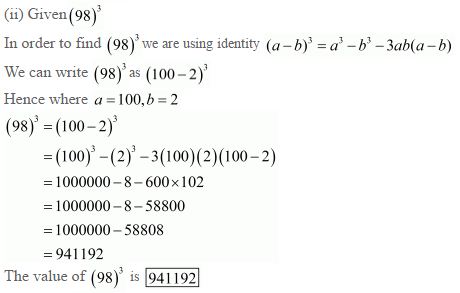 (ii) Given (98)³
In order to find (98)³ we are using identity (a−b)³ = a³ −b³ −3ab(a−b)
We can write (98)³ as (100−2)³
Hence where a = 100, b = 2
(98)³ = (100−2)³
= (100)³ −(2)³ −3(100)(2)(100−2)
= 1000000−8−600×102
= 1000000−8−58800
= 1000000−58808
= 941192
The value of (98)³ is 941192